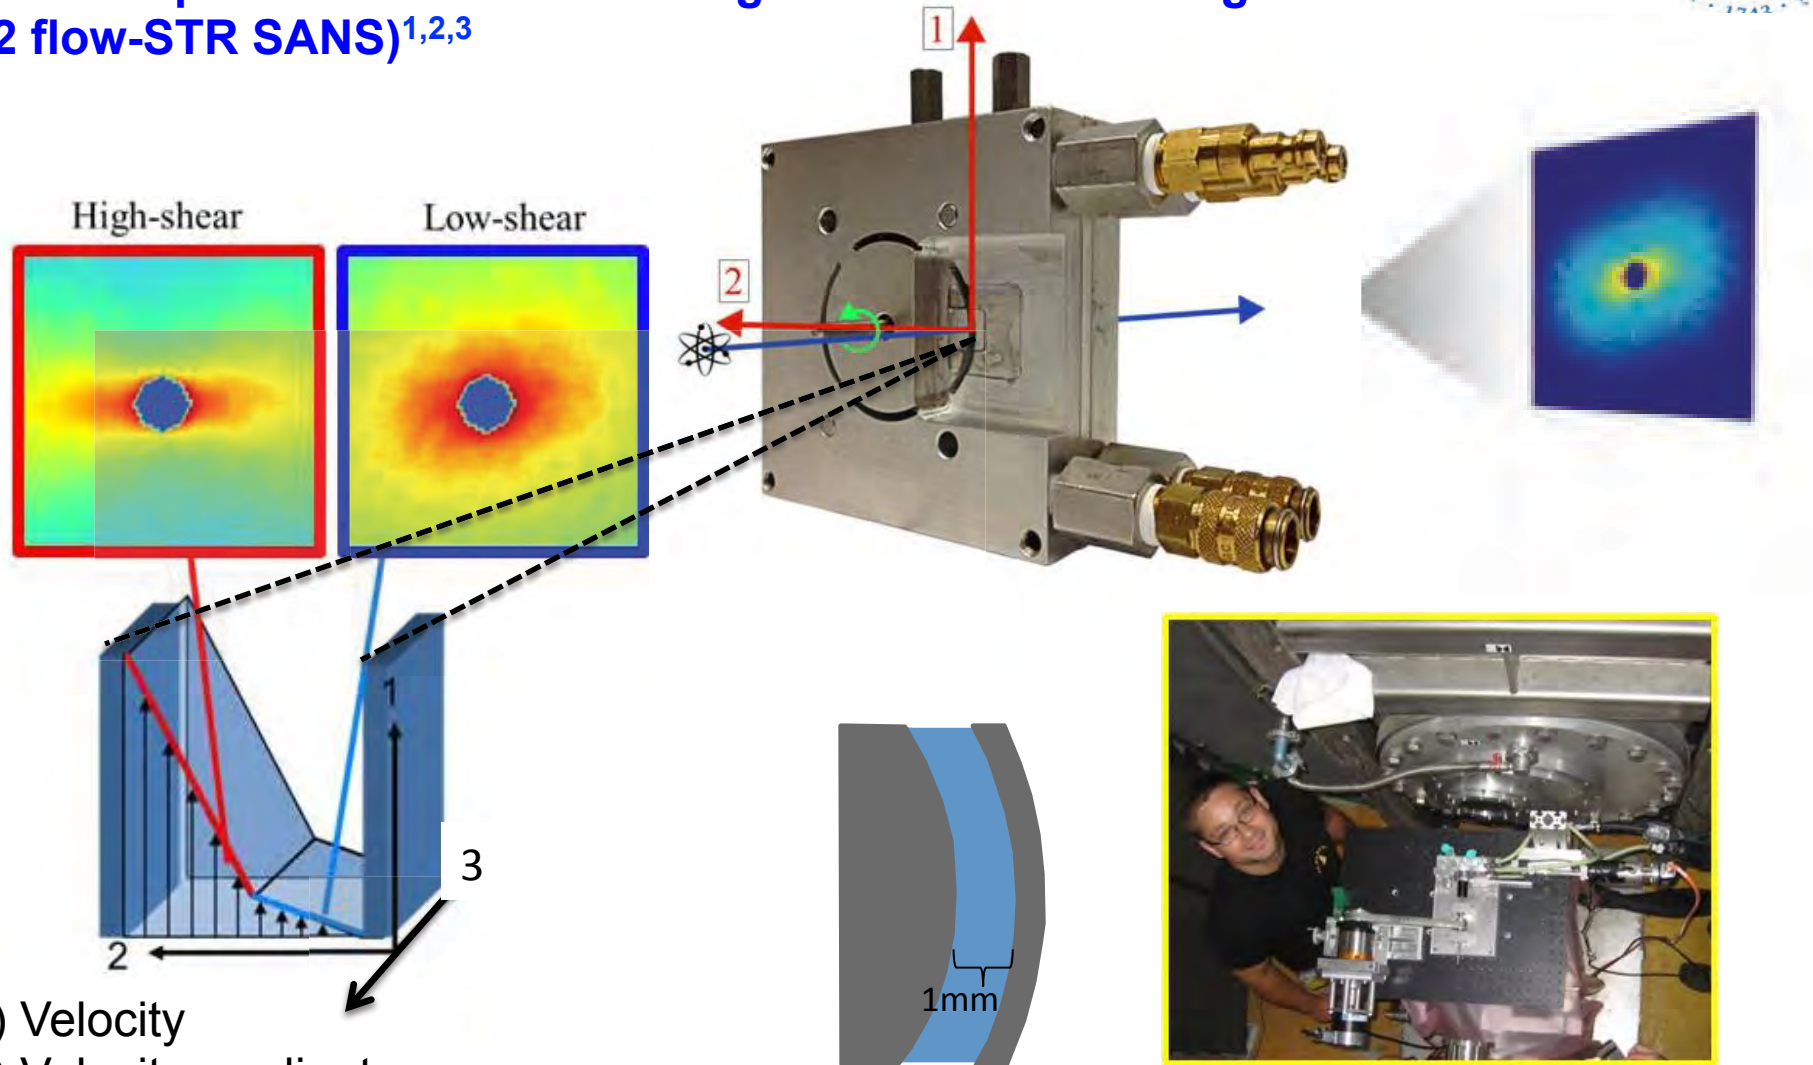 2 flow-STR SANS)1,2,3
1
High-shear
Low-shear
2
1
3
2
1mm
) Velocity